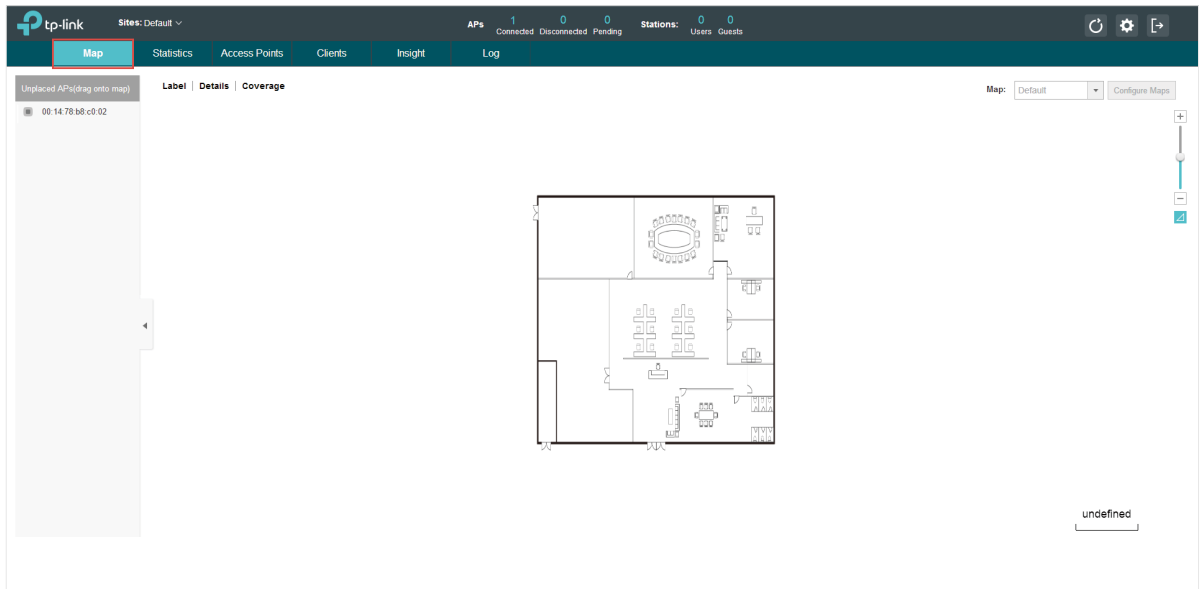 tp-link Sites: Default APs 1 0 0 Stations: 0 0
Connected Disconnected Pending Users Guests
Map Statistics Access Points Clients Insight Log
Unplaced APs(drag onto map) Label Details Coverage Map: Default Configure Maps
00:14:78:b8:c0:02
undefined